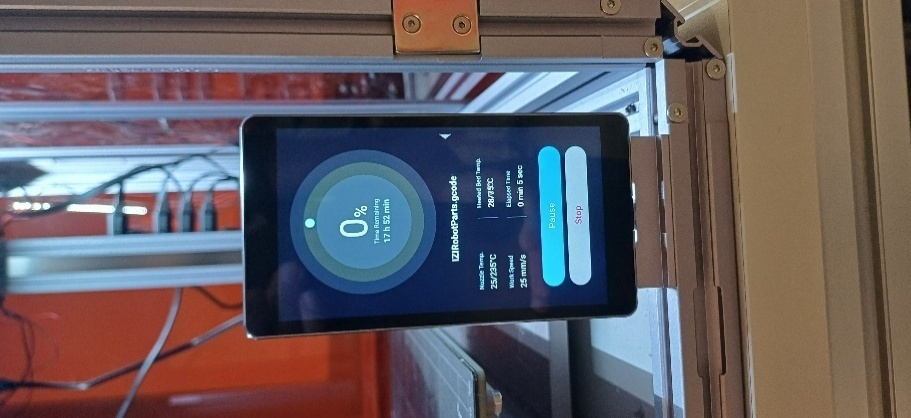 0%
Time Remaining
17 h 52 min
IZIRobotParts.gcode
Nozzle Temp.
25/235℃
Heated Bed Temp.
28/75℃
Work Speed
25 mm/s
Elapsed Time
0 min 5 sec
Pause
Stop